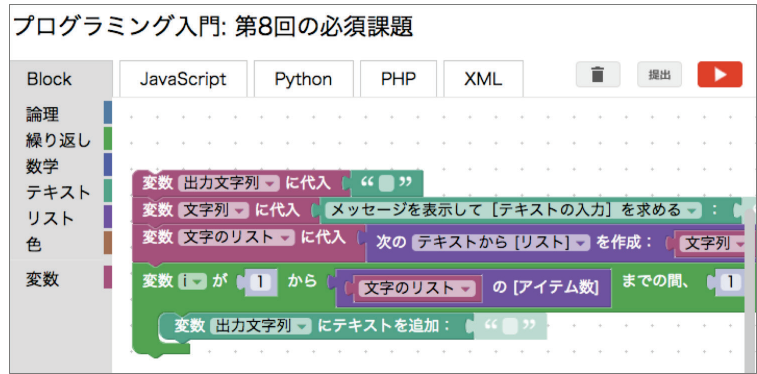 プログラミング入門: 第8回の必須課題
Block JavaScript Python PHP XML 提出
論理
繰り返し
数学
テキスト
リスト
色
変数
変数 出力文字列 に代入 “ ”
変数 文字列 に代入 メッセージを表示して [テキストの入力] を求める :
変数 文字のリスト に代入 次の テキストから [リスト] を作成: 文字列
変数 i が 1 から 文字のリスト の [アイテム数] までの間、 1
変数 出力文字列 にテキストを追加: “ ”